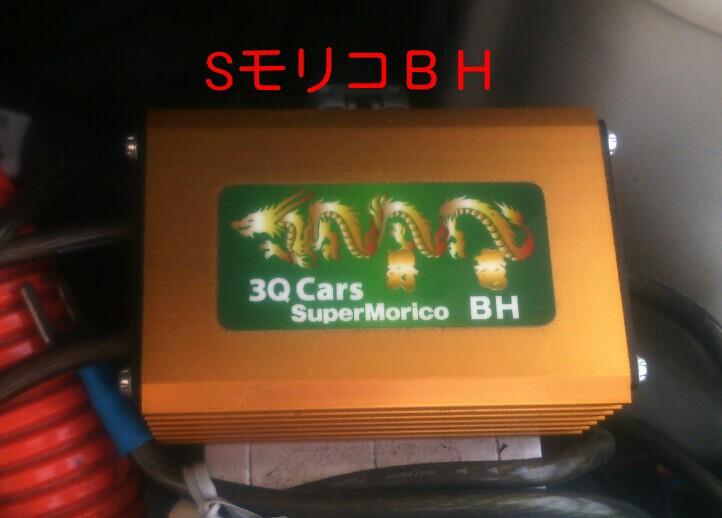 SモリコBH
3Q Cars
SuperMorico BH